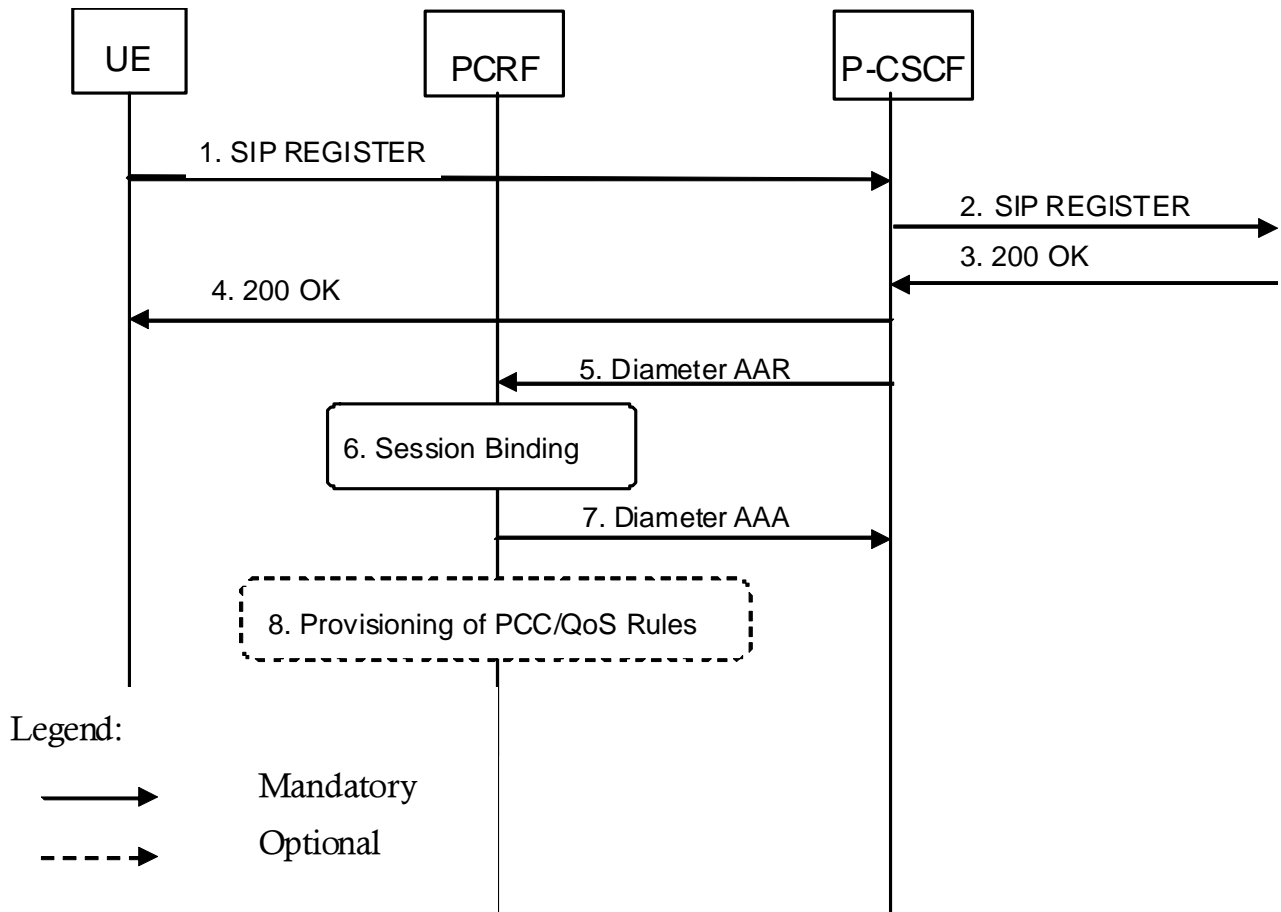 UE
PCRF
P-CSCF
1. SIP REGISTER
2. SIP REGISTER
3. 200 OK
4. 200 OK
5. Diameter AAR
6. Session Binding
7. Diameter AAA
8. Provisioning of PCC/QoS Rules
Legend:
Mandatory
Optional